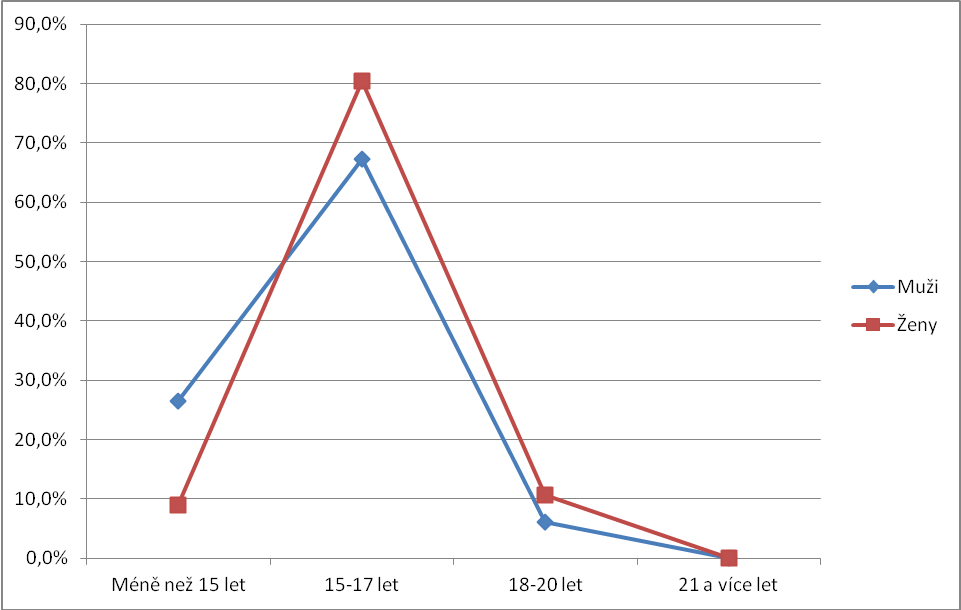 90,0%
80,0%
70,0%
60,0%
50,0%
40,0%
30,0%
20,0%
10,0%
0,0%
Méně než 15 let
15-17 let
18-20 let
21 a více let
Muži
Ženy